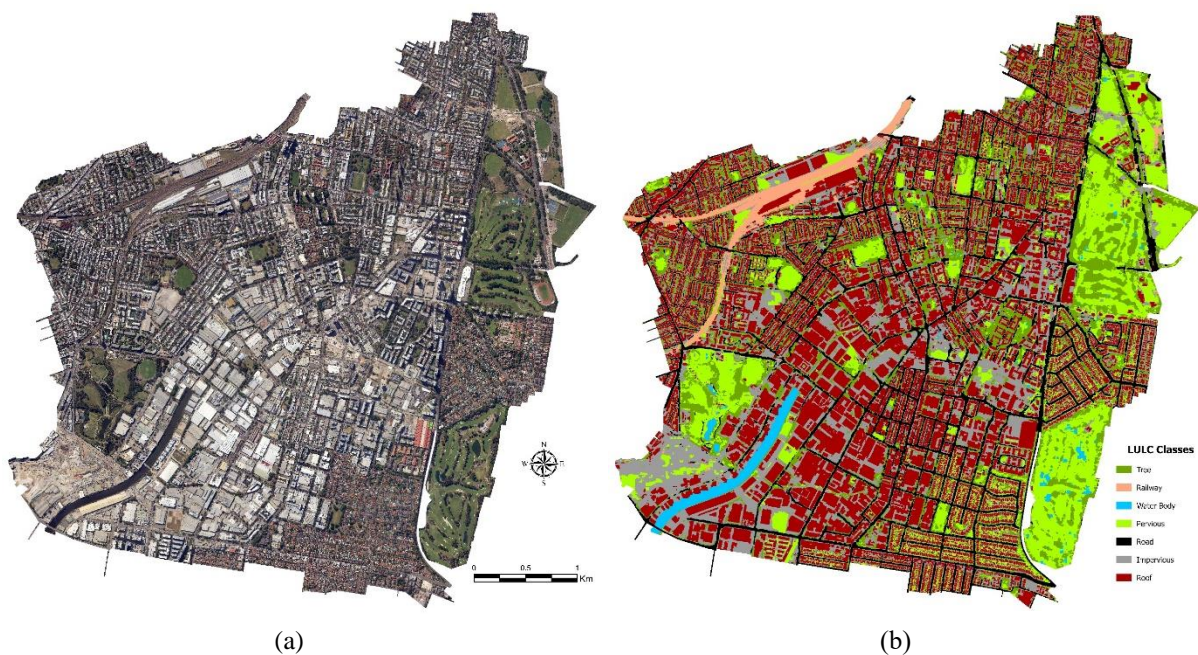 N
W E
S
0 0.5 1
Km
LULC Classes
Tree
Railway
Water Body
Pervious
Road
Impervious
Roof
(a) (b)